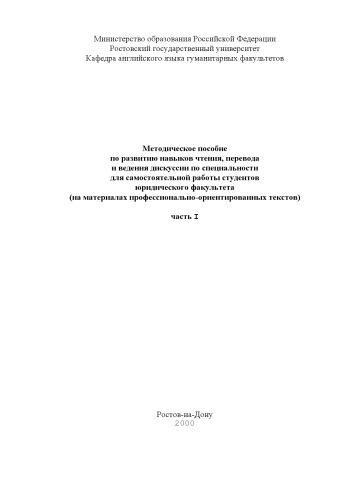 Министерство образования Российской Федерации
Ростовский государственный университет
Кафедра английского языка гуманитарных факультетов
Методическое пособие
по развитию навыков чтения, перевода
и ведения дискуссии по специальности
для самостоятельной работы студентов
юридического факультета
(на материалах профессионально-ориентированных текстов)
часть I
Ростов-на-Дону
2000